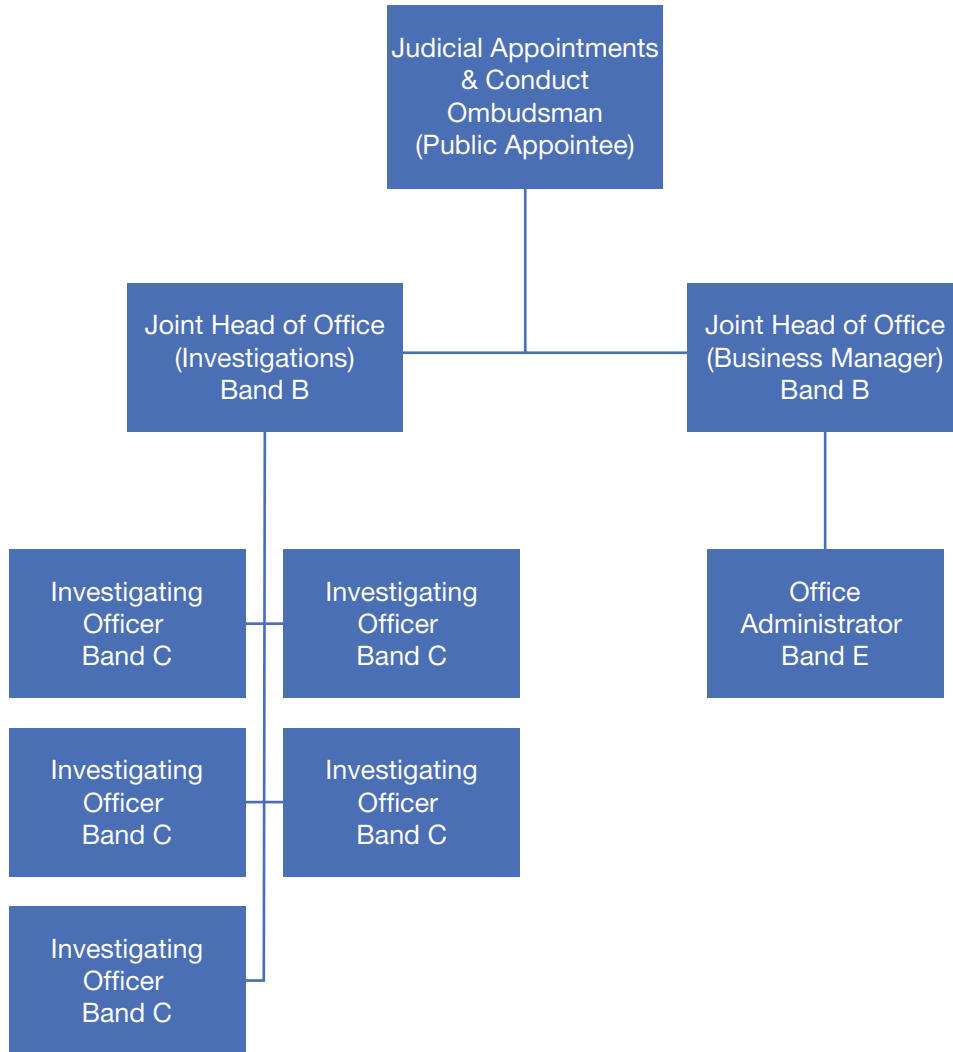 Judicial Appointments
& Conduct
Ombudsman
(Public Appointee)
Joint Head of Office
(Investigations)
Band B
Joint Head of Office
(Business Manager)
Band B
Investigating
Officer
Band C
Investigating
Officer
Band C
Office
Administrator
Band E
Investigating
Officer
Band C
Investigating
Officer
Band C
Investigating
Officer
Band C